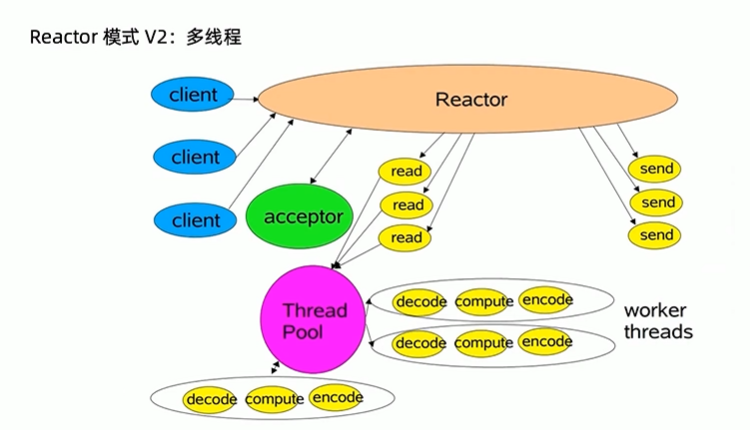 Reactor 模式 V2：多线程
client
Reactor
client
client
acceptor
read
read
read
send
send
send
Thread
Pool
decode compute encode
decode compute encode
worker
threads
decode compute encode